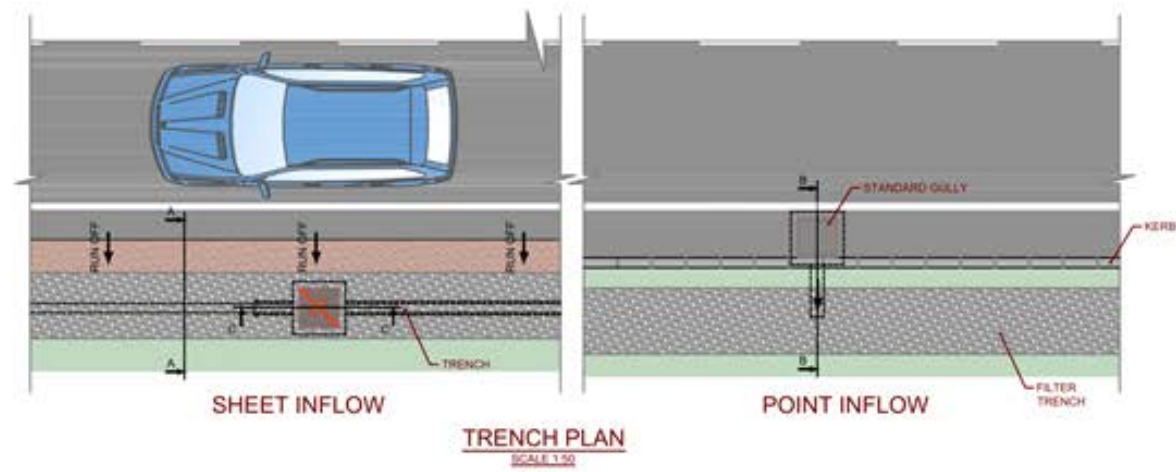 A
RUN OFF
RUN OFF
RUN OFF
C
C
A
TRENCH
SHEET INFLOW
B
STANDARD GULLY
KERB
B
FILTER
TRENCH
POINT INFLOW
TRENCH PLAN
SCALE 1:50